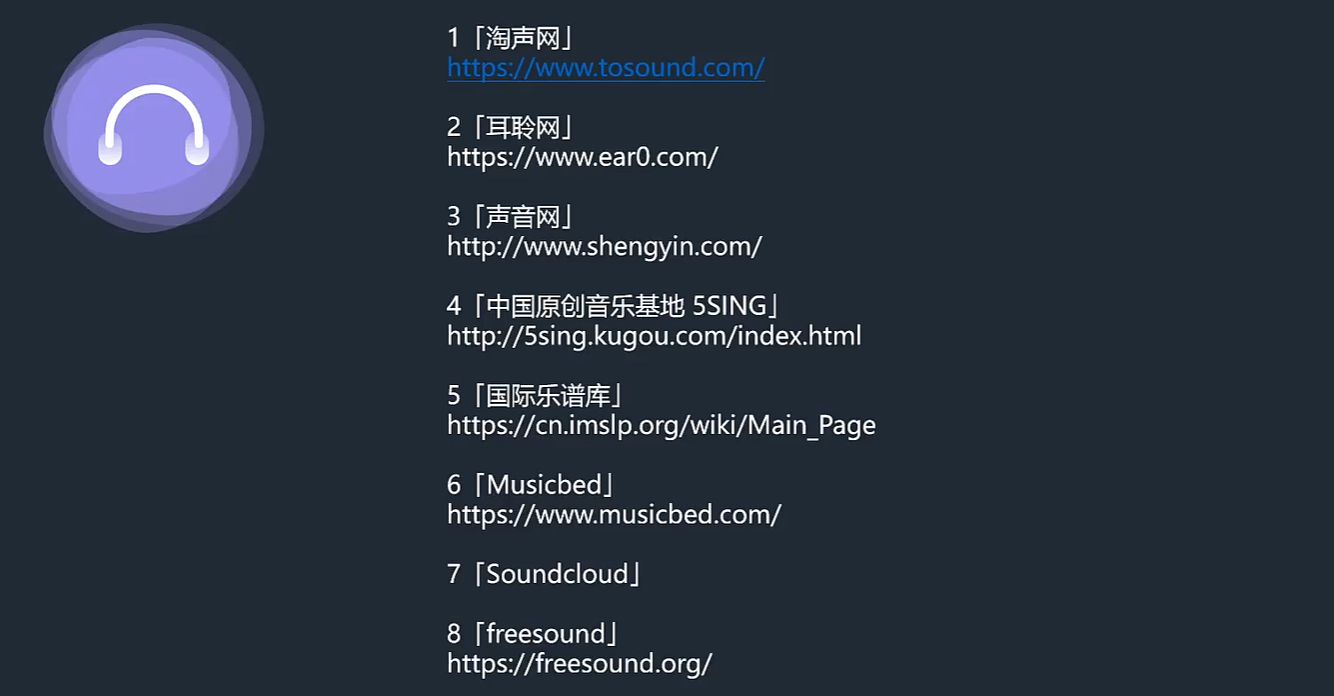 1「淘声网」
https://www.tosound.com/
2「耳聆网」
https://www.ear0.com/
3「声音网」
http://www.shengyin.com/
4「中国原创音乐基地 5SING」
http://5sing.kugou.com/index.html
5「国际乐谱库」
https://cn.imslp.org/wiki/Main_Page
6「Musicbed」
https://www.musicbed.com/
7「Soundcloud」
8「freesound」
https://freesound.org/